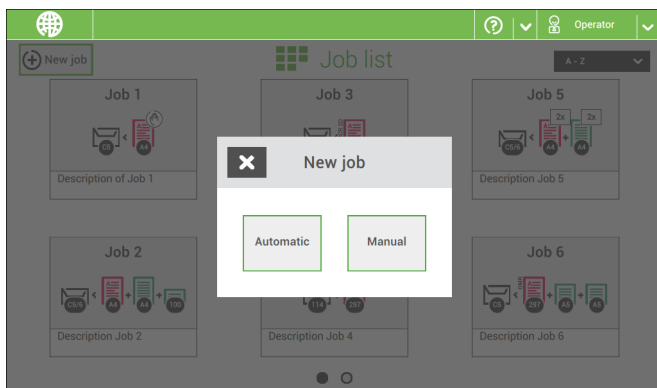 Operator
New job
Job list
A - Z
Job 1
Job 3
Job 5
2x
2x
C5
A4
C5/6
A4
A4
Description of Job 1
Description Job 5
New job
Automatic
Manual
Job 2
Job 6
C5/6
A4
A4
100
114
297
C5
297
A5
A5
Description Job 2
Description Job 4
Description Job 6